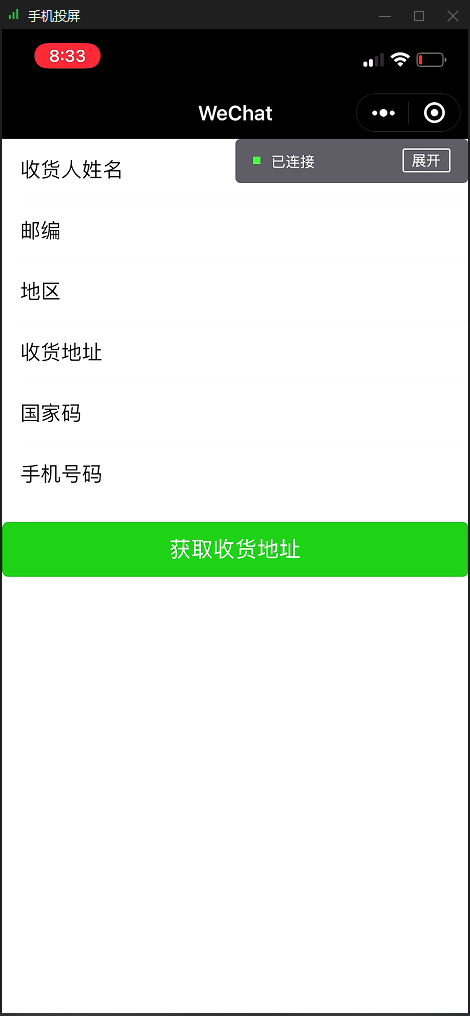 手机投屏
8:33
WeChat
已连接
展开
收货人姓名
邮编
地区
收货地址
国家码
手机号码
获取收货地址